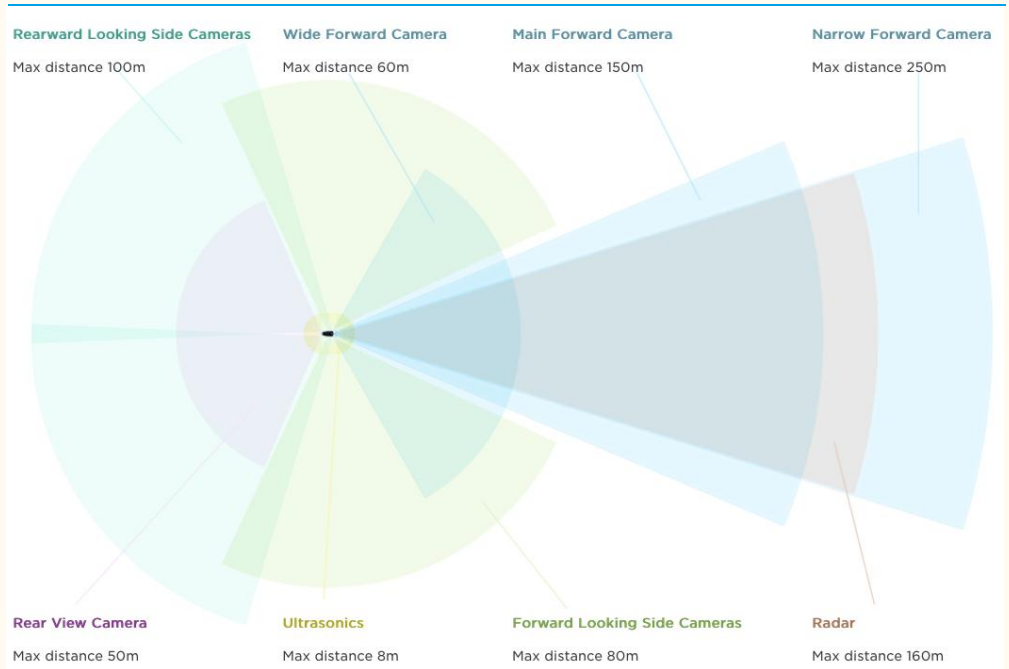 Rearward Looking Side Cameras
Max distance 100m
Wide Forward Camera
Max distance 60m
Main Forward Camera
Max distance 150m
Narrow Forward Camera
Max distance 250m
Rear View Camera
Max distance 50m
Ultrasonics
Max distance 8m
Forward Looking Side Cameras
Max distance 80m
Radar
Max distance 160m